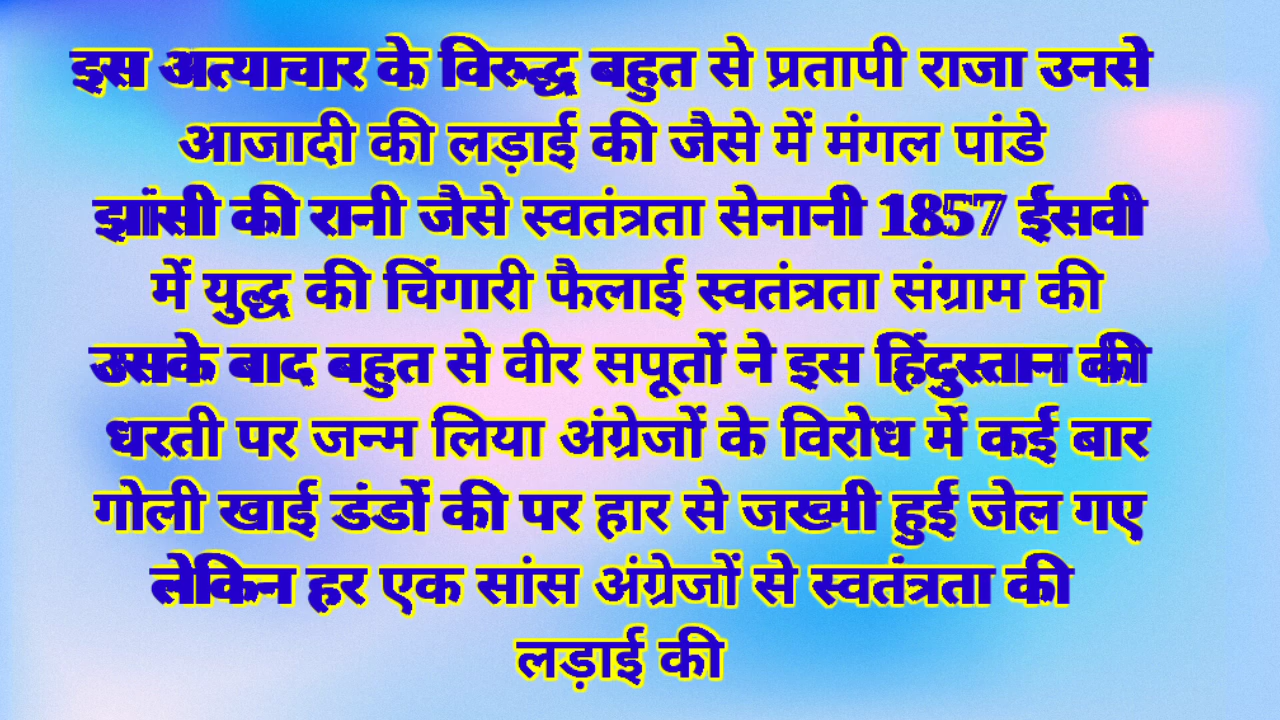 इस अत्याचार के विरुद्ध बहुत से प्रतापी राजा उनसे
आजादी की लड़ाई की जैसे में मंगल पांडे
झांसी की रानी जैसे स्वतंत्रता सेनानी 1857 ईसवी
में युद्ध की चिंगारी फैलाई स्वतंत्रता संग्राम की
उसके बाद बहुत से वीर सपूतों ने इस हिंदुस्तान की
धरती पर जन्म लिया अंग्रेजों के विरोध में कई बार
गोली खाई डंडों की पर हार से जख्मी हुई जेल गए
लेकिन हर एक सांस अंग्रेजों से स्वतंत्रता की
लड़ाई की